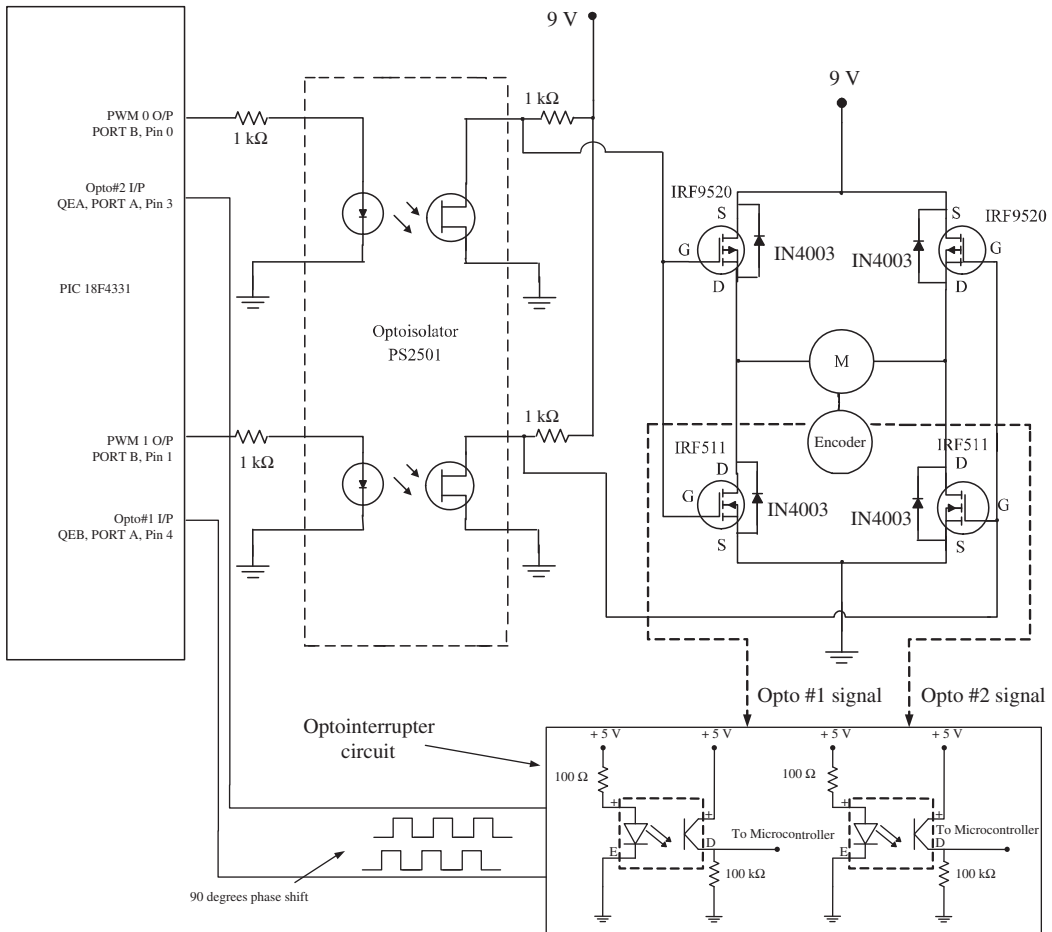 9 V
9 V
PWM 0 O/P
PORT B, Pin 0
1 kΩ
1 kΩ
Opto#2 I/P
QEA, PORT A, Pin 3
PIC 18F4331
Optoisolator
PS2501
IRF9520
S
G
D
IN4003
IRF9520
S
G
D
IN4003
M
Encoder
PWM 1 O/P
PORT B, Pin 1
1 kΩ
1 kΩ
Opto#1 I/P
QEB, PORT A, Pin 4
IRF511
D
G
S
IN4003
IRF511
D
G
S
IN4003
Opto #1 signal
Opto #2 signal
Optointerrupter
circuit
90 degrees phase shift
+ 5 V
+ 5 V
100 Ω
+
+
E
D
To Microcontroller
100 kΩ
+ 5 V
+ 5 V
100 Ω
+
+
E
D
To Microcontroller
100 kΩ